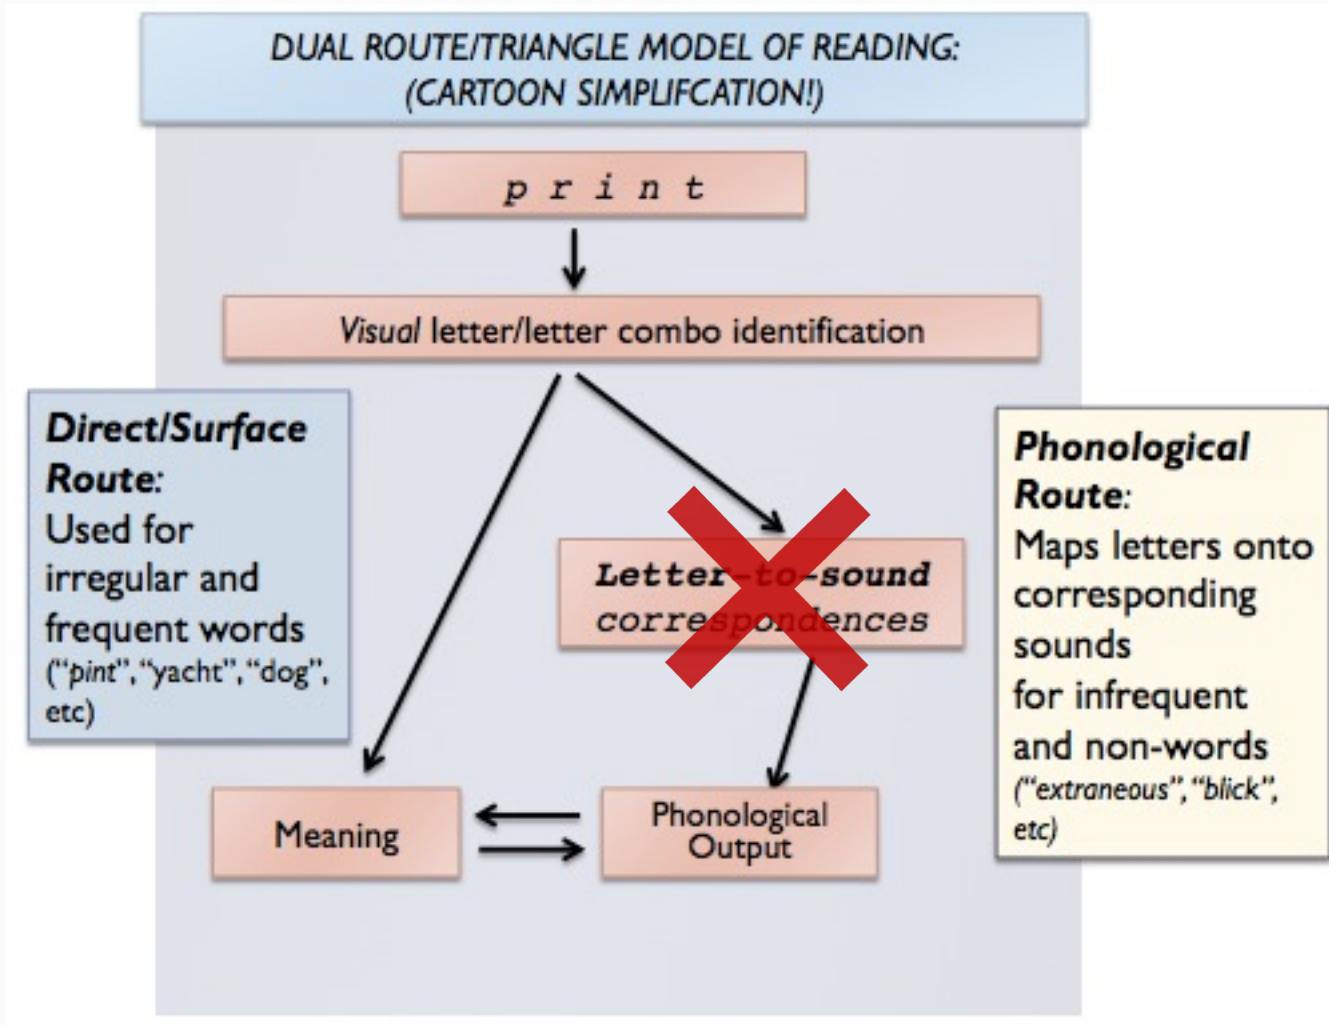 DUAL ROUTE/TRIANGLE MODEL OF READING:
(CARTOON SIMPLIFCATION!)
print
Visual letter/letter combo identification
Direct/Surface
Route:
Used for
irregular and
frequent words
("pint", "yacht", "dog",
etc)
Letter-to-sound
correspondences
Phonological
Route:
Maps letters onto
corresponding
sounds
for infrequent
and non-words
("extraneous", "blick",
etc)
Meaning
Phonological
Output